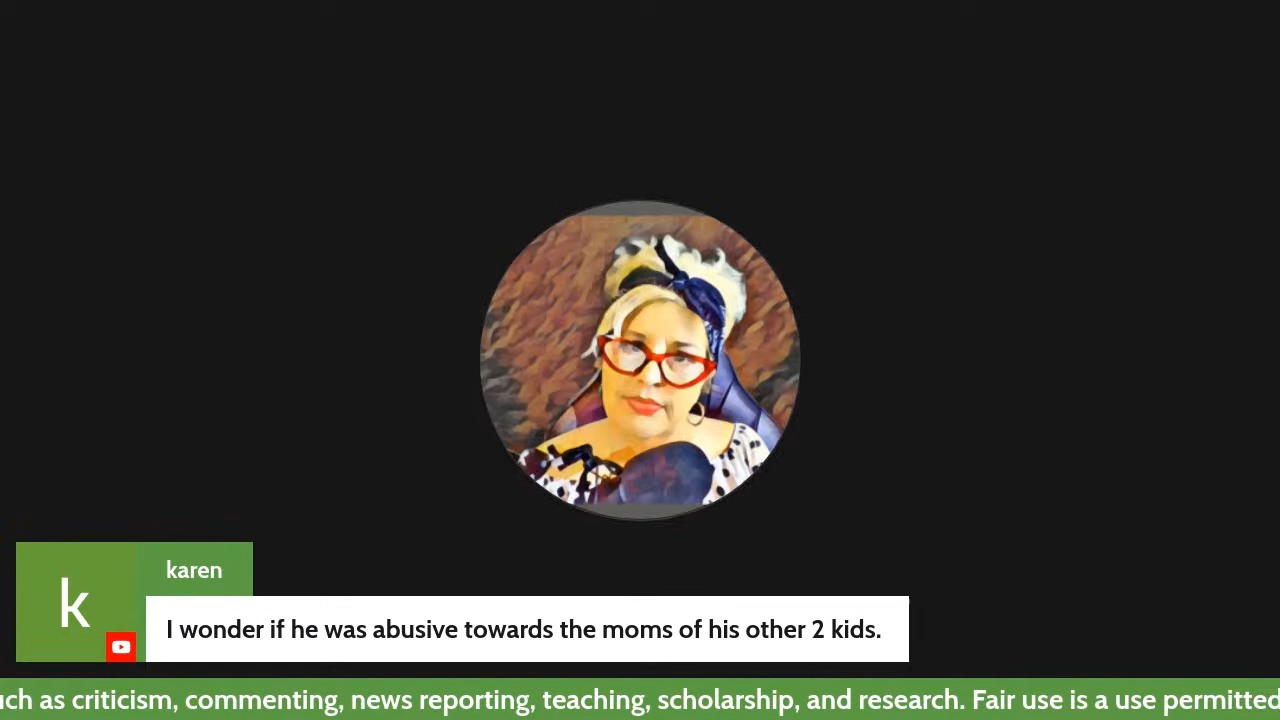 k
karen
I wonder if he was abusive towards the moms of his other 2 kids.
such as criticism, commenting, news reporting, teaching, scholarship, and research. Fair use is a use permitted